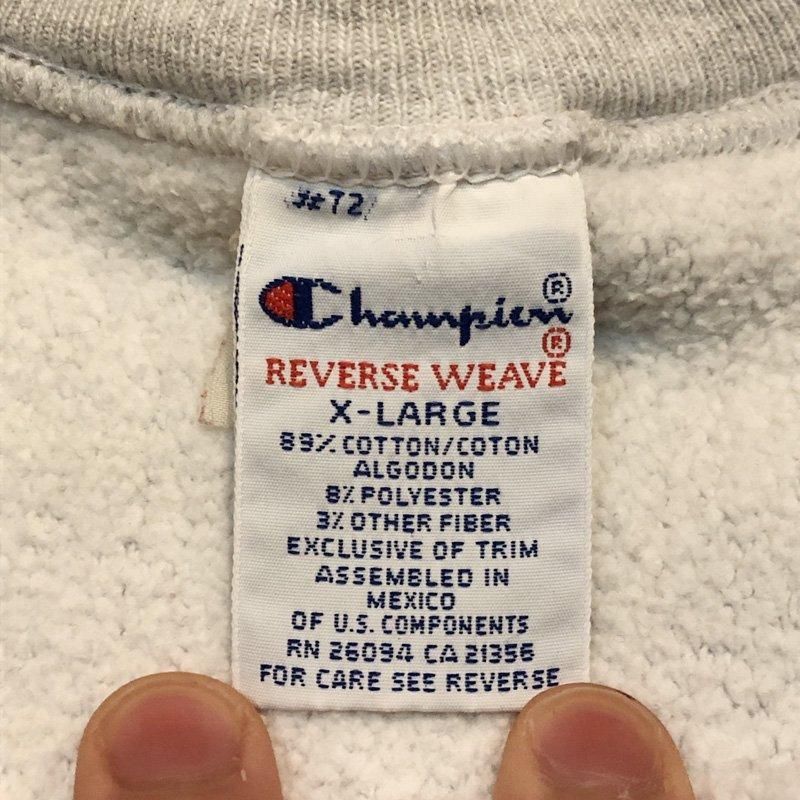 #T2
Champion®
REVERSE WEAVE®
X-LARGE
89% COTTON/COTON
ALGODON
8% POLYESTER
3% OTHER FIBER
EXCLUSIVE OF TRIM
ASSEMBLED IN
MEXICO
OF U.S. COMPONENTS
RN 26094 CA 21356
FOR CARE SEE REVERSE